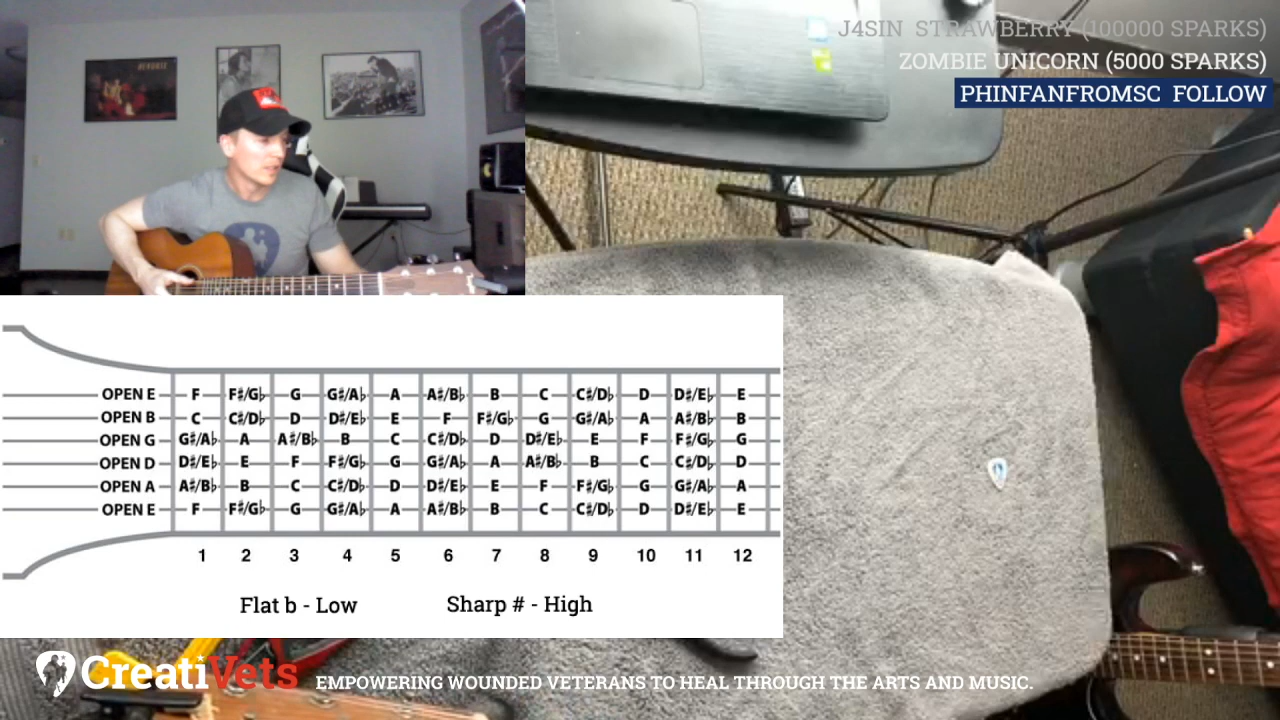 J4SIN STRAWBERRY (100000 SPARKS)
ZOMBIE UNICORN (5000 SPARKS)
PHINFANFROMSC FOLLOW
HENDRIX
OPEN E F F♯/G♭ G G♯/A♭ A A♯/B♭ B C C♯/D♭ D D♯/E♭ E
OPEN B C C♯/D♭ D D♯/E♭ E F F♯/G♭ G G♯/A♭ A A♯/B♭ B
OPEN G G♯/A♭ A A♯/B♭ B C C♯/D♭ D D♯/E♭ E F F♯/G♭ G
OPEN D D♯/E♭ E F F♯/G♭ G G♯/A♭ A A♯/B♭ B C C♯/D♭ D
OPEN A A♯/B♭ B C C♯/D♭ D D♯/E♭ E F F♯/G♭ G G♯/A♭ A
OPEN E F F♯/G♭ G G♯/A♭ A A♯/B♭ B C C♯/D♭ D D♯/E♭ E
1 2 3 4 5 6 7 8 9 10 11 12
Flat b - Low Sharp # - High
CreatiVets EMPOWERING WOUNDED VETERANS TO HEAL THROUGH THE ARTS AND MUSIC.